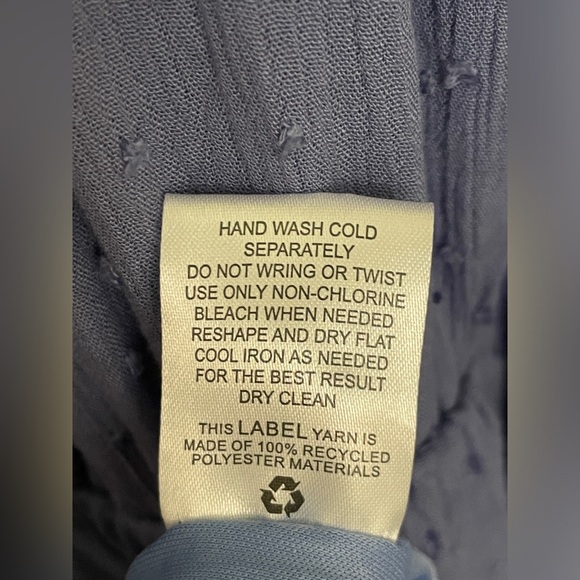 HAND WASH COLD
SEPARATELY
DO NOT WRING OR TWIST
USE ONLY NON-CHLORINE
BLEACH WHEN NEEDED
RESHAPE AND DRY FLAT
COOL IRON AS NEEDED
FOR THE BEST RESULT
DRY CLEAN
THIS LABEL YARN IS
MADE OF 100% RECYCLED
POLYESTER MATERIALS